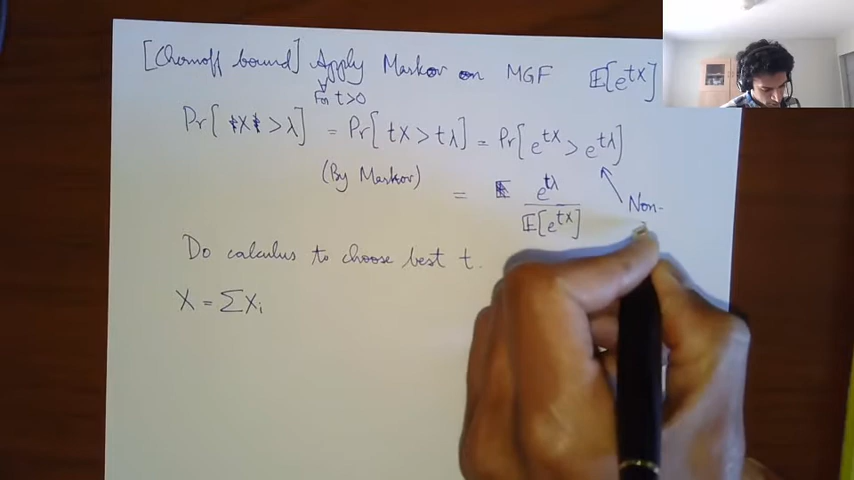 [Chernoff bound] Apply Markov on MGF E[e^{tX}]
For t>0
Pr[X > λ] = Pr[tX > tλ] = Pr[e^{tX} > e^{tλ}]
(By Markov) = e^{tλ} / E[e^{tX}]
Non-
Do calculus to choose best t.
X = ΣX_i